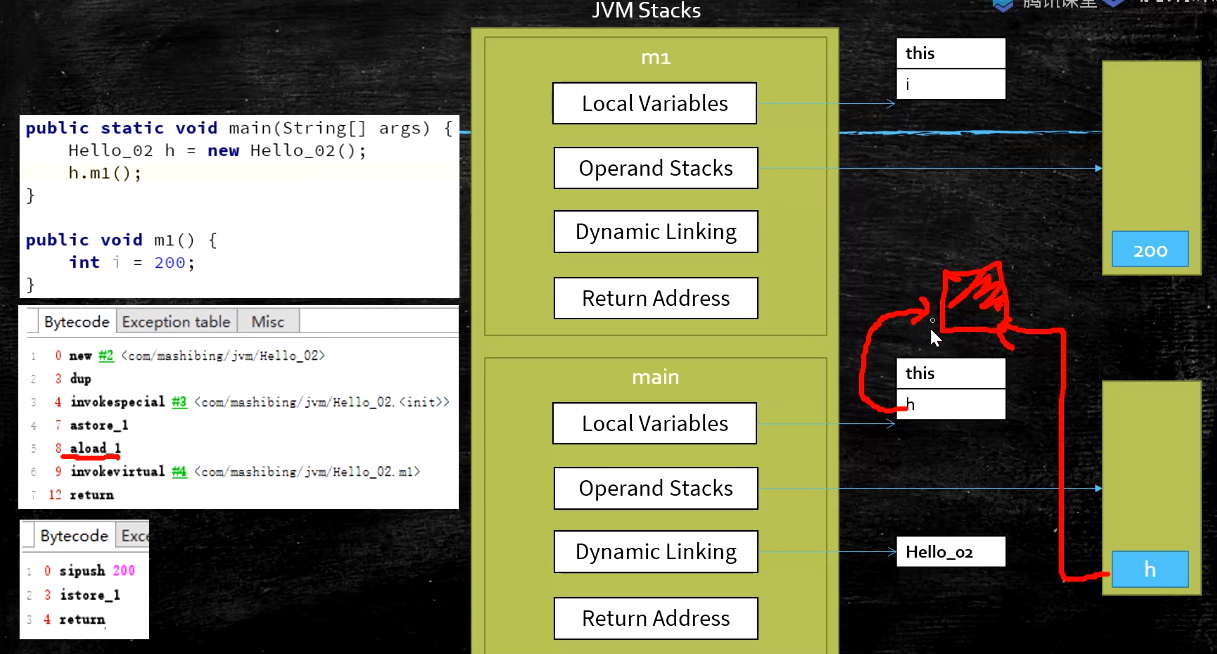 JVM Stacks
腾讯课堂
public static void main(String[] args) {
Hello_02 h = new Hello_02();
h.m1();
}
public void m1() {
int i = 200;
}
Bytecode Exception table Misc
1 0 new #2 <com/mashibing/jvm/Hello_02>
2 3 dup
3 4 invokespecial #3 <com/mashibing/jvm/Hello_02.<init>>
4 7 astore_1
5 8 aload_1
6 9 invokevirtual #4 <com/mashibing/jvm/Hello_02.m1>
7 12 return
Bytecode Exce
1 0 sipush 200
2 3 istore_1
3 4 return
m1
Local Variables
Operand Stacks
Dynamic Linking
Return Address
this
i
200
main
Local Variables
Operand Stacks
Dynamic Linking
Return Address
this
h
Hello_02
h